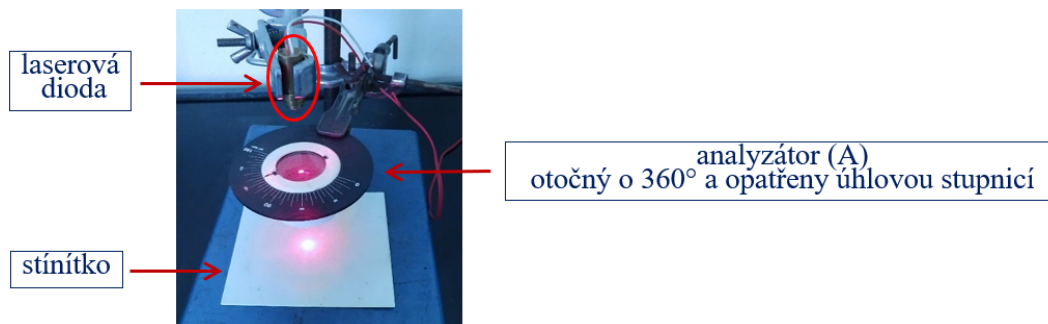 laserová
dioda
analyzátor (A)
otočný o 360° a opatřeny úhlovou stupnicí
stínítko